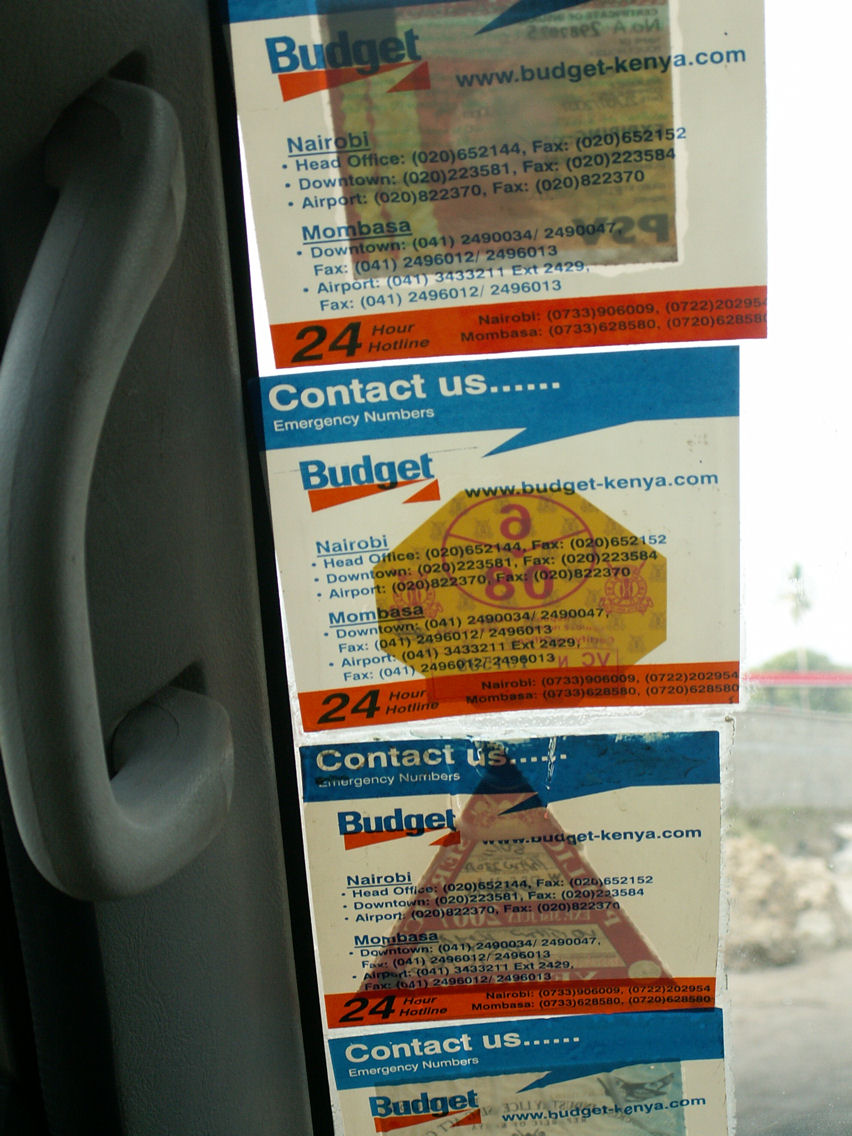 Budget
www.budget-kenya.com
Nairobi
• Head Office: (020)652144, Fax: (020)652152
• Downtown: (020)223581, Fax: (020)223584
• Airport: (020)822370, Fax: (020)822370
Mombasa
• Downtown: (041) 2490034/ 2490047,
Fax: (041) 2496012/ 2496013
• Airport: (041) 3433211 Ext 2429,
Fax: (041) 2496012/ 2496013
24 Hour Hotline
Nairobi: (0733)906009, (0722)202954
Mombasa: (0733)628580, (0720)628580
PSV
Contact us......
Emergency Numbers
Budget
www.budget-kenya.com
Nairobi
• Head Office: (020)652144, Fax: (020)652152
• Downtown: (020)223581, Fax: (020)223584
• Airport: (020)822370, Fax: (020)822370
Mombasa
• Downtown: (041) 2490034/ 2490047,
Fax: (041) 2496012/ 2496013
• Airport: (041) 3433211 Ext 2429,
Fax: (041) 2496012/ 2496013
24 Hour Hotline
Nairobi: (0733)906009, (0722)202954
Mombasa: (0733)628580, (0720)628580
6
08
Contact us......
Emergency Numbers
Budget
www.budget-kenya.com
Nairobi
• Head Office: (020)652144, Fax: (020)652152
• Downtown: (020)223581, Fax: (020)223584
• Airport: (020)822370, Fax: (020)822370
Mombasa
• Downtown: (041) 2490034/ 2490047,
Fax: (041) 2496012/ 2496013
• Airport: (041) 3433211 Ext 2429,
Fax: (041) 2496012/ 2496013
24 Hour Hotline
Nairobi: (0733)906009, (0722)202954
Mombasa: (0733)628580, (0720)628580
Contact us......
Emergency Numbers
Budget
www.budget-kenya.com